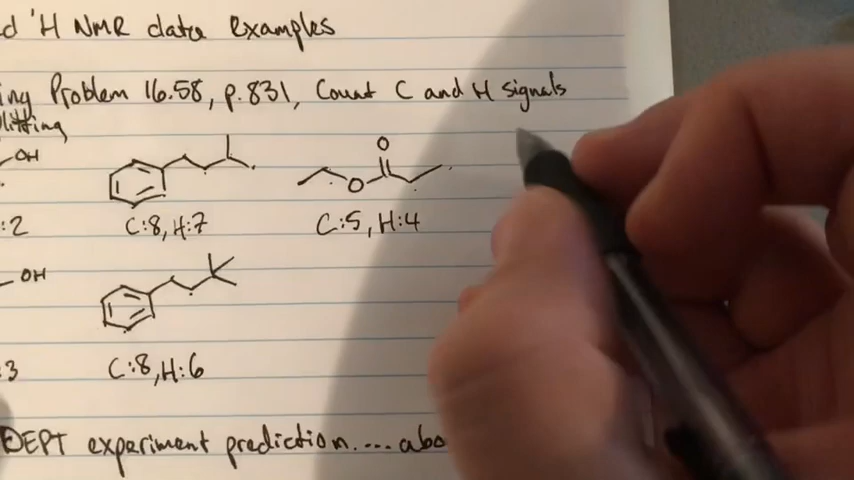 d ¹H NMR data examples
ing Problem 16.58, p.831, Count C and H signals
litting
OH
O
O
:2 C:8, H:7 C:5, H:4
OH
:3 C:8, H:6
DEPT experiment prediction.... abo